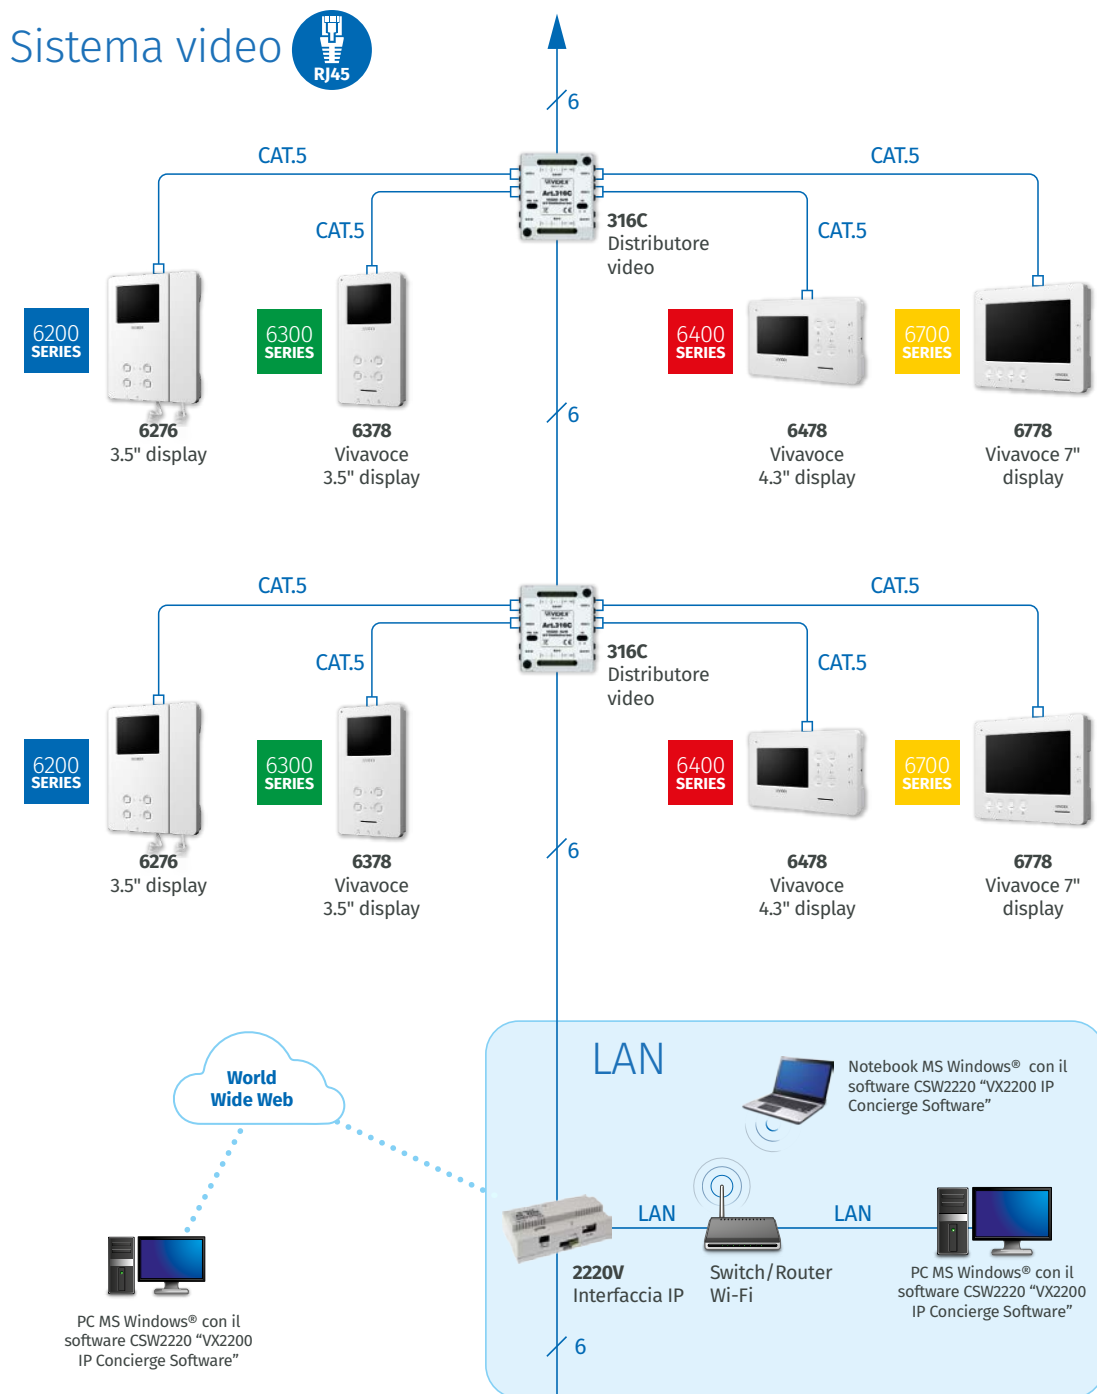 Sistema video
RJ45
6
CAT.5
CAT.5
VIDEX
Art.316C
316C
Distributore
video
CAT.5
CAT.5
6200
SERIES
6300
SERIES
6400
SERIES
6700
SERIES
6
6276
3.5" display
6378
Vivavoce
3.5" display
6478
Vivavoce
4.3" display
6778
Vivavoce 7"
display
CAT.5
CAT.5
VIDEX
Art.316C
316C
Distributore
video
CAT.5
CAT.5
6200
SERIES
6300
SERIES
6400
SERIES
6700
SERIES
6
6276
3.5" display
6378
Vivavoce
3.5" display
6478
Vivavoce
4.3" display
6778
Vivavoce 7"
display
LAN
World
Wide Web
Notebook MS Windows® con il
software CSW2220 “VX2200 IP
Concierge Software”
LAN
LAN
2220V
Interfaccia IP
Switch/Router
Wi-Fi
PC MS Windows® con il
software CSW2220 “VX2200
IP Concierge Software”
PC MS Windows® con il
software CSW2220 “VX2200
IP Concierge Software”
6